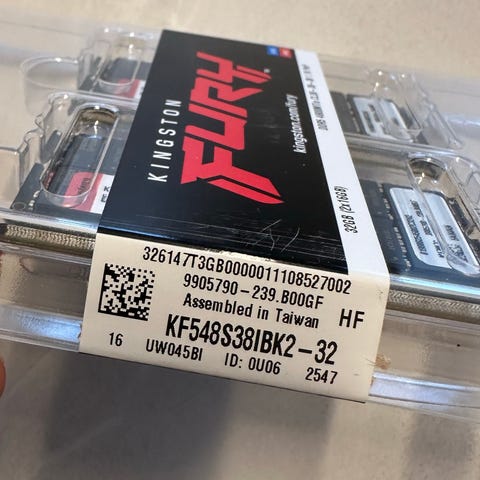 KINGSTON
FURY
kingston.com/fury
32GB (2x16GB)
326147T3GB0000011108527002
9905790-239.B00GF
Assembled in Taiwan
HF
KF548S38IBK2-32
16
UW045BI
ID: 0U06
2547